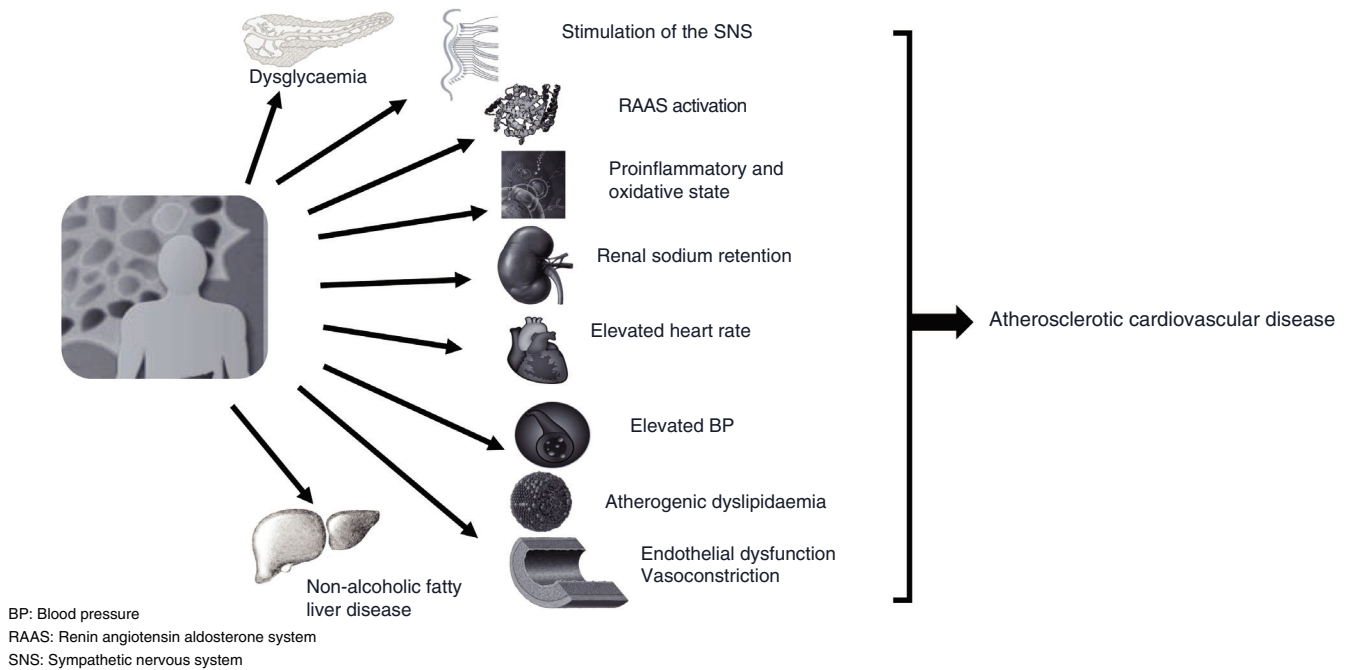 Stimulation of the SNS
Dysglycaemia
RAAS activation
Proinflammatory and
oxidative state
Renal sodium retention
Atherosclerotic cardiovascular disease
Elevated heart rate
Elevated BP
Atherogenic dyslipidaemia
Endothelial dysfunction
Vasoconstriction
Non-alcoholic fatty
liver disease
BP: Blood pressure
RAAS: Renin angiotensin aldosterone system
SNS: Sympathetic nervous system